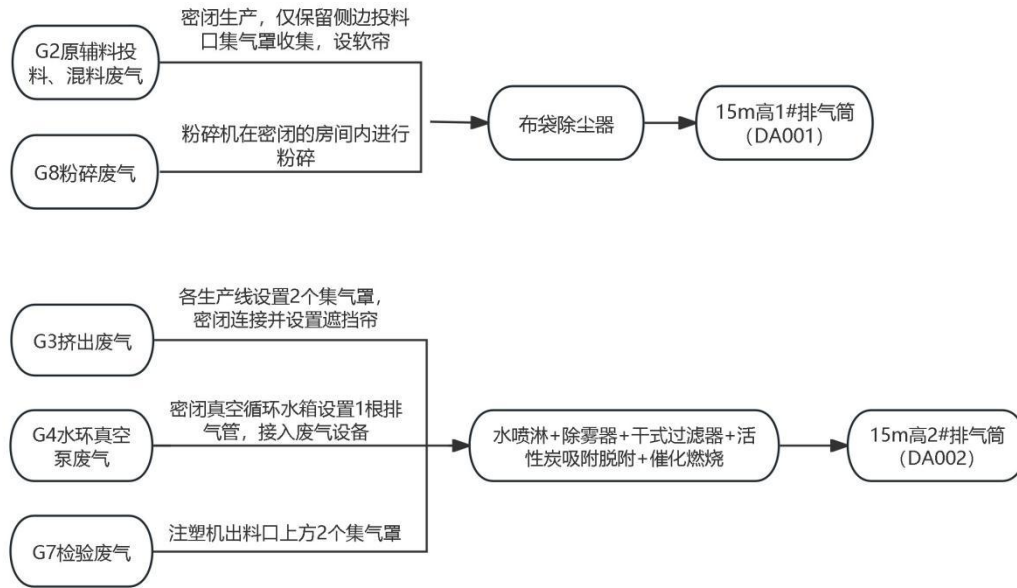 密闭生产，仅保留侧边投料
口集气罩收集，设软帘
G2原辅料投
料、混料废气
粉碎机在密闭的房间内进行
粉碎
G8粉碎废气
布袋除尘器
15m高1#排气筒
（DA001）
各生产线设置2个集气罩，
密闭连接并设置遮挡帘
G3挤出废气
密闭真空循环水箱设置1根排
气管，接入废气设备
G4水环真空
泵废气
注塑机出料口上方2个集气罩
G7检验废气
水喷淋+除雾器+干式过滤器+活
性炭吸附脱附+催化燃烧
15m高2#排气筒
（DA002）